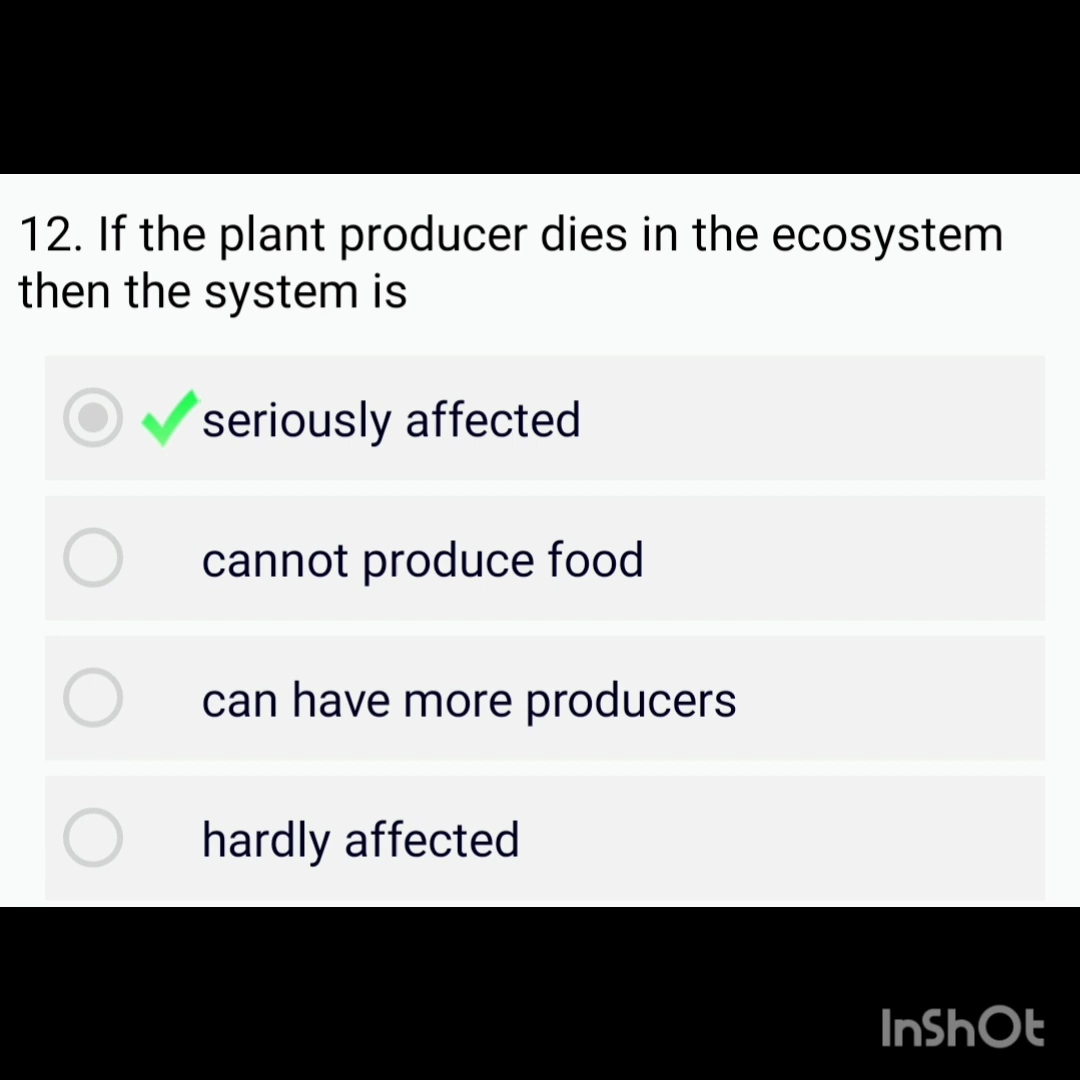 12. If the plant producer dies in the ecosystem
then the system is
seriously affected
cannot produce food
can have more producers
hardly affected
InShOt